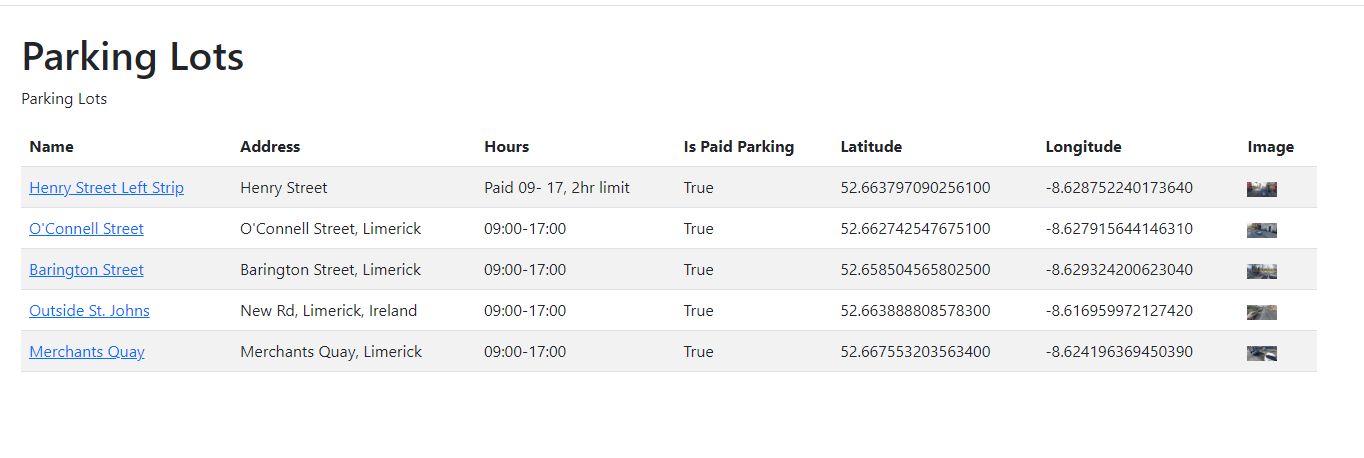 Parking Lots
Parking Lots
Name Address Hours Is Paid Parking Latitude Longitude Image
Henry Street Left Strip Henry Street Paid 09- 17, 2hr limit True 52.663797090256100 -8.628752240173640
O'Connell Street O'Connell Street, Limerick 09:00-17:00 True 52.662742547675100 -8.627915644146310
Barington Street Barington Street, Limerick 09:00-17:00 True 52.658504565802500 -8.629324200623040
Outside St. Johns New Rd, Limerick, Ireland 09:00-17:00 True 52.663888808578300 -8.616959972127420
Merchants Quay Merchants Quay, Limerick 09:00-17:00 True 52.667553203563400 -8.624196369450390